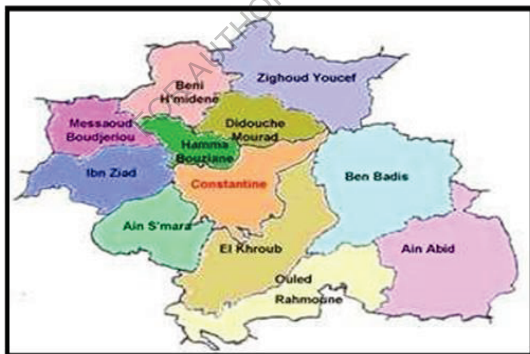 Zighoud Youcef
Beni
H'midene
Messaoud
Boudjeriou
Didouche
Mourad
Hamma
Bouziane
Ibn Ziad
Constantine
Ben Badis
Ain S'mara
El Khroub
Ain Abid
Ouled
Rahmoune